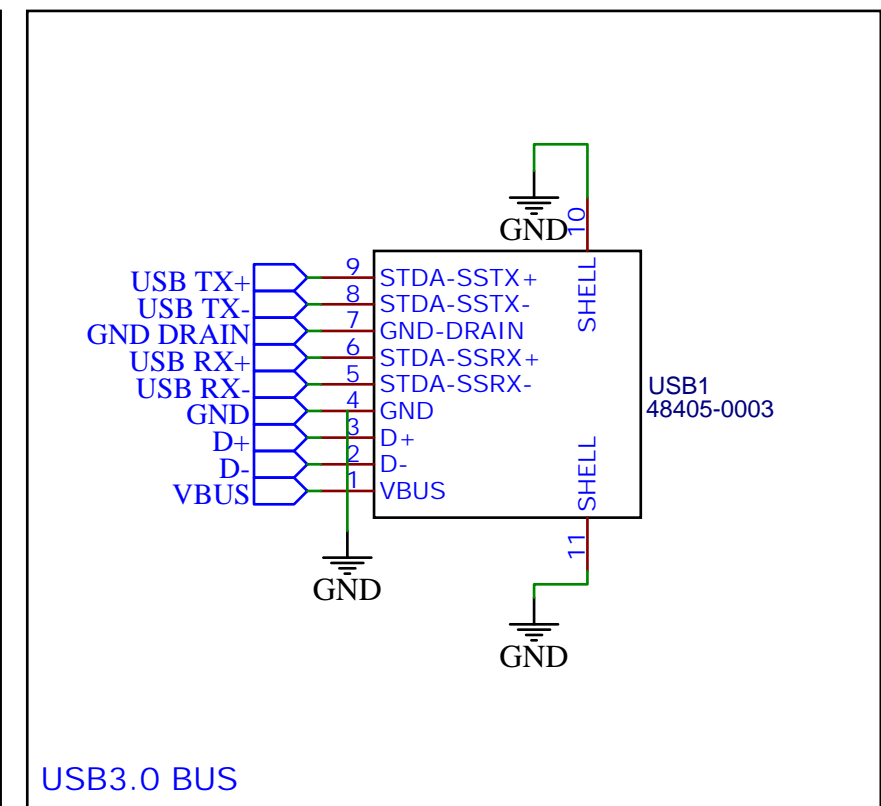 GND
10
SHELL
USB TX+ 9 STDA-SSTX+
USB TX- 8 STDA-SSTX-
GND DRAIN 7 GND-DRAIN
USB RX+ 6 STDA-SSRX+
USB RX- 5 STDA-SSRX-
GND 4 GND
D+ 3 D+
D- 2 D-
VBUS 1 VBUS
USB1
48405-0003
SHELL
11
GND
GND
USB3.0 BUS